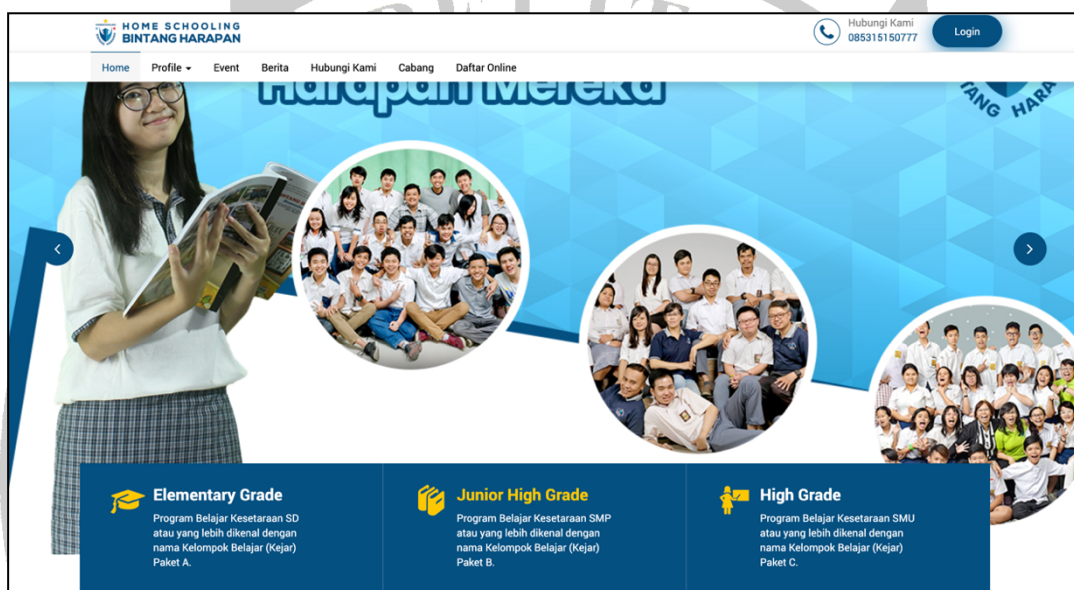 HOME SCHOOLING
BINTANG HARAPAN
Hubungi Kami
085315150777
Login
Home
Profile
Event
Berita
Hubungi Kami
Cabang
Daftar Online
Harapan Mereka
Elementary Grade
Program Belajar Kesetaraan SD
atau yang lebih dikenal dengan
nama Kelompok Belajar (Kejar)
Paket A.
Junior High Grade
Program Belajar Kesetaraan SMP
atau yang lebih dikenal dengan
nama Kelompok Belajar (Kejar)
Paket B.
High Grade
Program Belajar Kesetaraan SMU
atau yang lebih dikenal dengan
nama Kelompok Belajar (Kejar)
Paket C.